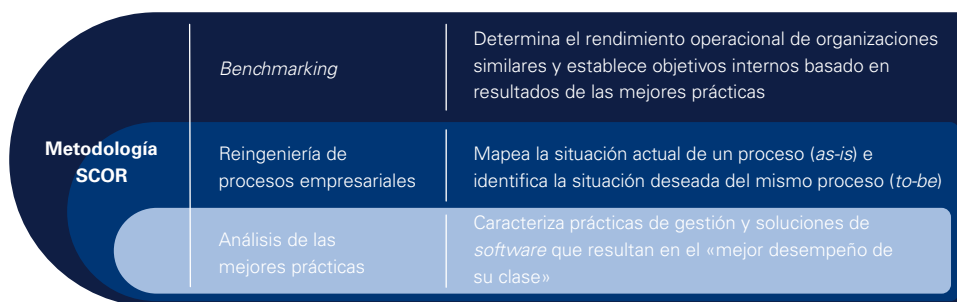 Metodología
SCOR
Benchmarking
Determina el rendimiento operacional de organizaciones
similares y establece objetivos internos basado en
resultados de las mejores prácticas
Reingeniería de
procesos empresariales
Mapea la situación actual de un proceso (as-is) e
identifica la situación deseada del mismo proceso (to-be)
Análisis de las
mejores prácticas
Caracteriza prácticas de gestión y soluciones de
software que resultan en el «mejor desempeño de
su clase»